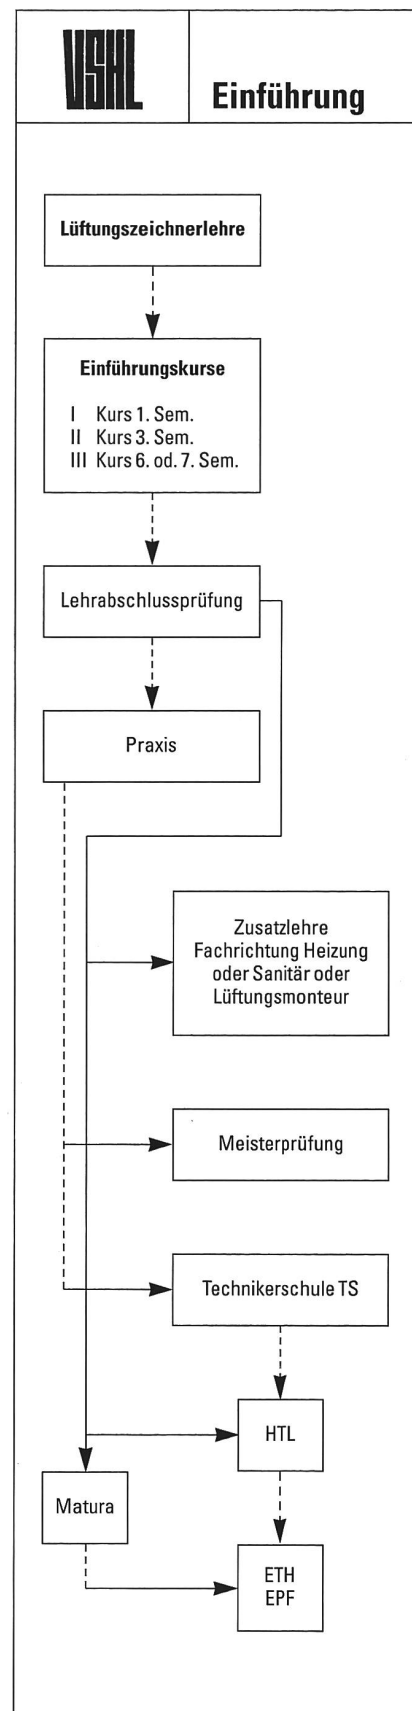 VSHL
Einführung
Lüftungszeichnerlehre
Einführungskurse
I Kurs 1. Sem.
II Kurs 3. Sem.
III Kurs 6. od. 7. Sem.
Lehrabschlussprüfung
Praxis
Zusatzlehre
Fachrichtung Heizung
oder Sanitär oder
Lüftungsmonteur
Meisterprüfung
Technikerschule TS
HTL
Matura
ETH
EPF